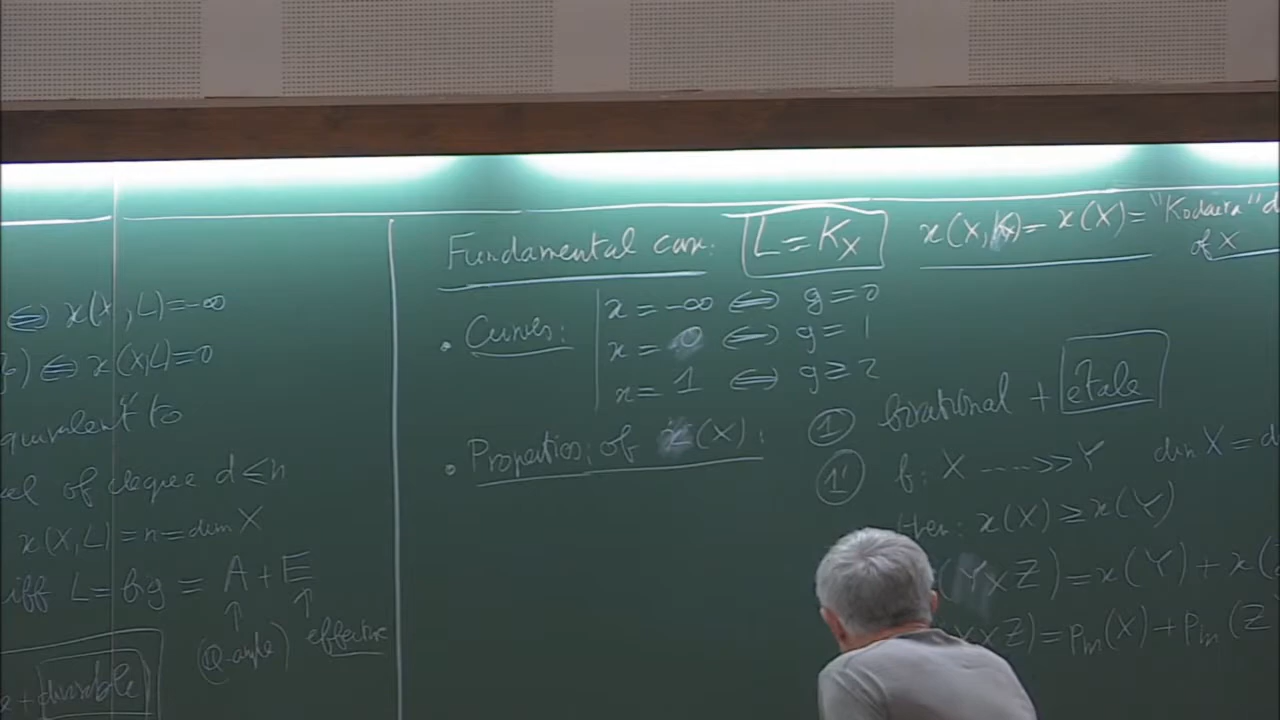 ⇔ ϰ(X,L)=-∞
) ⇔ ϰ(X,L)=0
equivalent to
of degree d≤n
ϰ(X,L)=n=dim X
iff L=big = A+E
↑ ↑
(Q-ample) effective
+
Fundamental case: L=K_X ϰ(X,K_X)=ϰ(X)="Kodaira" d
of X
• Curves: ϰ=-∞ ⇔ g=0
ϰ=0 ⇔ g=1
ϰ=1 ⇔ g≥2
• Properties of ϰ(X): ① birational + étale
①' f: X ---->> Y dim X = d
then: ϰ(X)≥ϰ(Y)
(Y×Z)=ϰ(Y)+ϰ(
×Z)=p_m(X)+p_m(Z